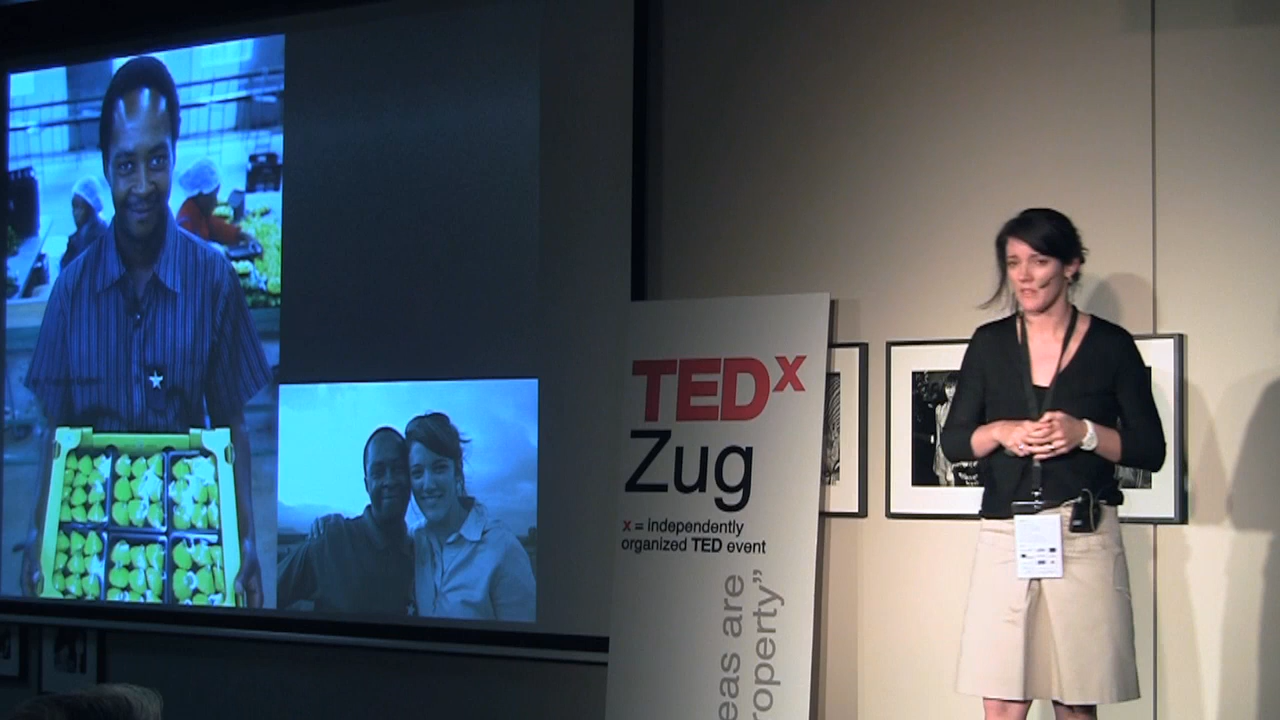 TEDx
Zug
x = independently
organized TED event
eas are
roperty”